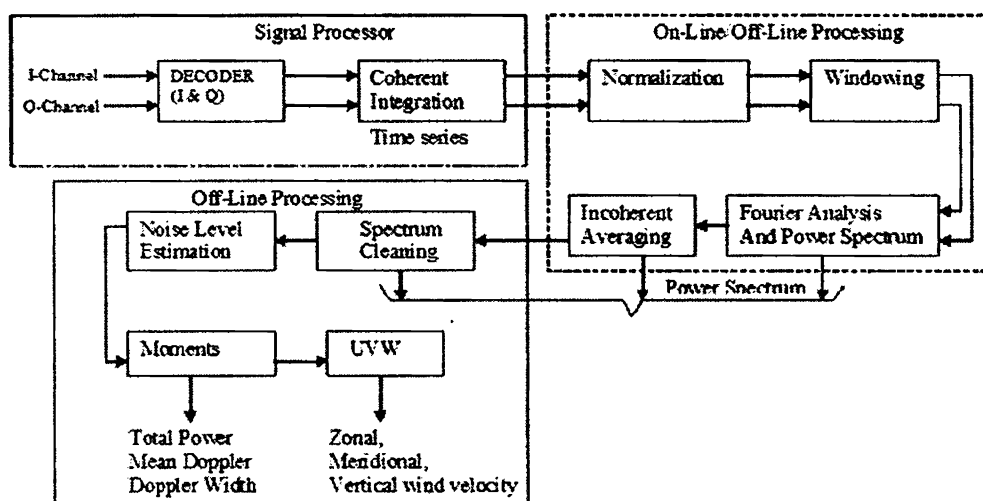 Signal Processor
I-Channel
Q-Channel
DECODER
(I & Q)
Coherent
Integration
Time series
On-Line/Off-Line Processing
Normalization
Windowing
Fourier Analysis
And Power Spectrum
Incoherent
Averaging
Power Spectrum
Off-Line Processing
Spectrum
Cleaning
Noise Level
Estimation
Moments
UVW
Total Power
Mean Doppler
Doppler Width
Zonal,
Meridional,
Vertical wind velocity